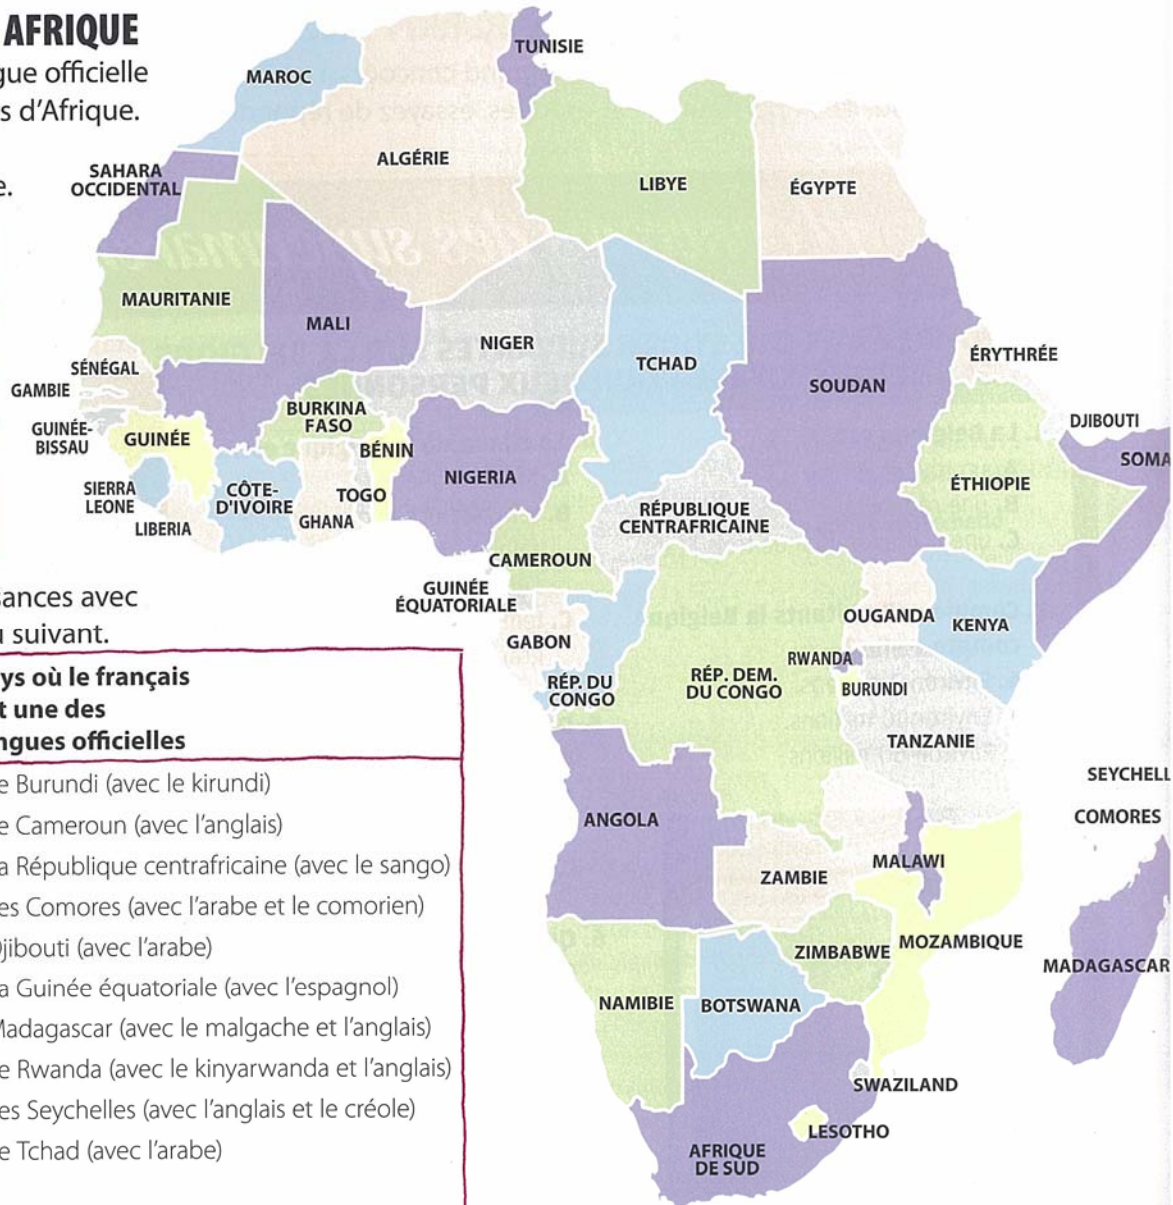 AFRIQUE
gue officielle
s d'Afrique.
e.
sances avec
u suivant.
ys où le français
t une des
ngues officielles
e Burundi (avec le kirundi)
e Cameroun (avec l'anglais)
a République centrafricaine (avec le sango)
es Comores (avec l'arabe et le comorien)
Djibouti (avec l'arabe)
a Guinée équatoriale (avec l'espagnol)
Madagascar (avec le malgache et l'anglais)
e Rwanda (avec le kinyarwanda et l'anglais)
es Seychelles (avec l'anglais et le créole)
e Tchad (avec l'arabe)
TUNISIE
MAROC
ALGÉRIE
LIBYE
ÉGYPTE
SAHARA
OCCIDENTAL
MAURITANIE
MALI
NIGER
TCHAD
SOUDAN
ÉRYTHRÉE
SÉNÉGAL
GAMBIE
GUINÉE-
BISSAU
GUINÉE
BURKINA
FASO
BÉNIN
NIGERIA
DJIBOUTI
SOMA
ÉTHIOPIE
SIERRA
LEONE
LIBERIA
CÔTE-
D'IVOIRE
GHANA
TOGO
RÉPUBLIQUE
CENTRAFRICAINE
CAMEROUN
GUINÉE
ÉQUATORIALE
GABON
RÉP. DU
CONGO
RÉP. DEM.
DU CONGO
OUGANDA
KENYA
RWANDA
BURUNDI
TANZANIE
SEYCHELL
COMORES
ANGOLA
ZAMBIE
MALAWI
MOZAMBIQUE
ZIMBABWE
MADAGASCAR
NAMIBIE
BOTSWANA
SWAZILAND
LESOTHO
AFRIQUE
DE SUD